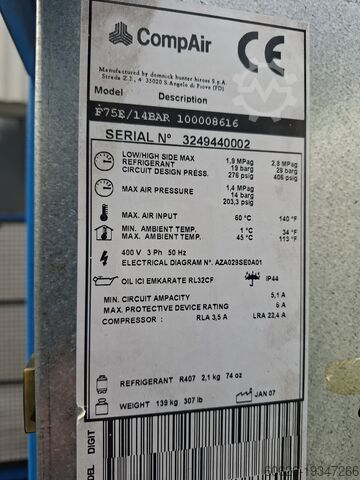 CompAir
CE
Manufactured by domnick hunter hiross S.p.A.
Strada Z.I., 4 35020 S.Angelo di Piove (PD)
Model Description
F75E/14BAR 100008616
SERIAL N° 3249440002
LOW/HIGH SIDE MAX 1,9 MPag 2,8 MPag
REFRIGERANT 19 barg 28 barg
CIRCUIT DESIGN PRESS. 276 psig 406 psig
MAX AIR PRESSURE 1,4 MPag
14 barg
203,3 psig
MAX. AIR INPUT 60 °C 140 °F
MIN. AMBIENT TEMP. 1 °C 34 °F
MAX. AMBIENT TEMP. 45 °C 113 °F
400 V 3 Ph 50 Hz
ELECTRICAL DIAGRAM N°. AZA029SE0A01
OIL ICI EMKARATE RL32CF IP44
MIN. CIRCUIT AMPACITY 5,1 A
MAX. PROTECTIVE DEVICE RATING 6 A
COMPRESSOR : RLA 3,5 A LRA 22,4 A
REFRIGERANT R407 2,1 kg 74 oz
WEIGHT 139 kg 307 lb JAN 07
DIGIT